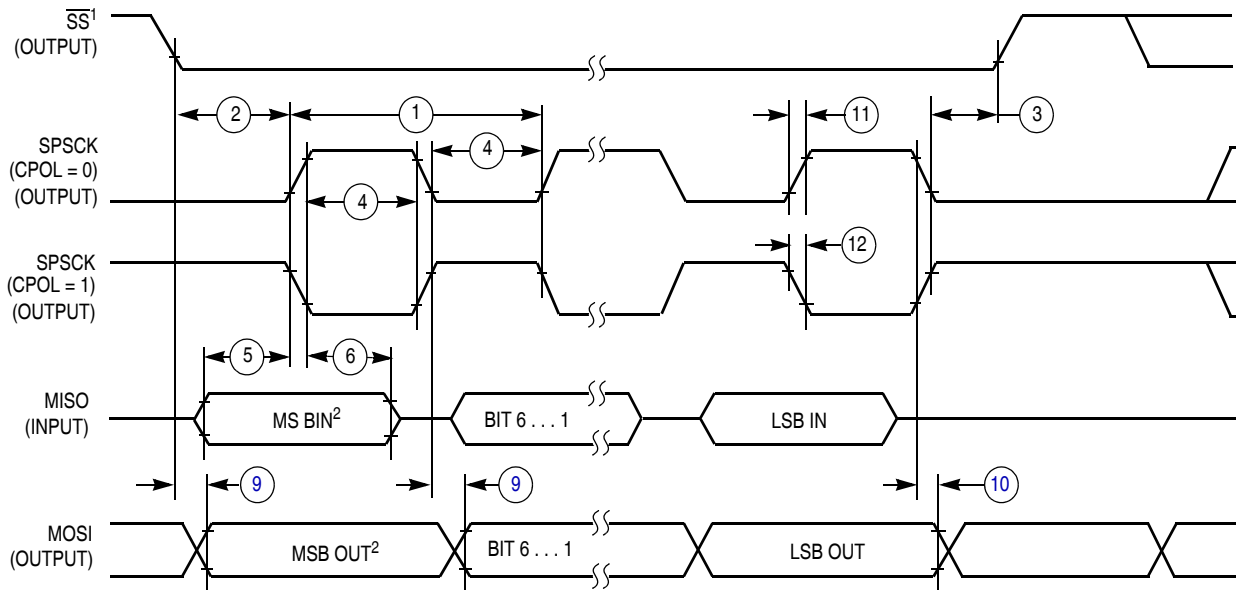 SS¹
(OUTPUT)
2
1
11
3
SPSCK
(CPOL = 0)
(OUTPUT)
4
4
12
SPSCK
(CPOL = 1)
(OUTPUT)
5
6
MISO
(INPUT)
MS BIN²
BIT 6 . . . 1
LSB IN
9
9
10
MOSI
(OUTPUT)
MSB OUT²
BIT 6 . . . 1
LSB OUT